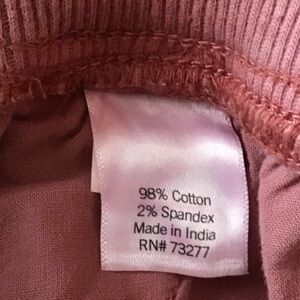 98% Cotton
2% Spandex
Made in India
RN# 73277